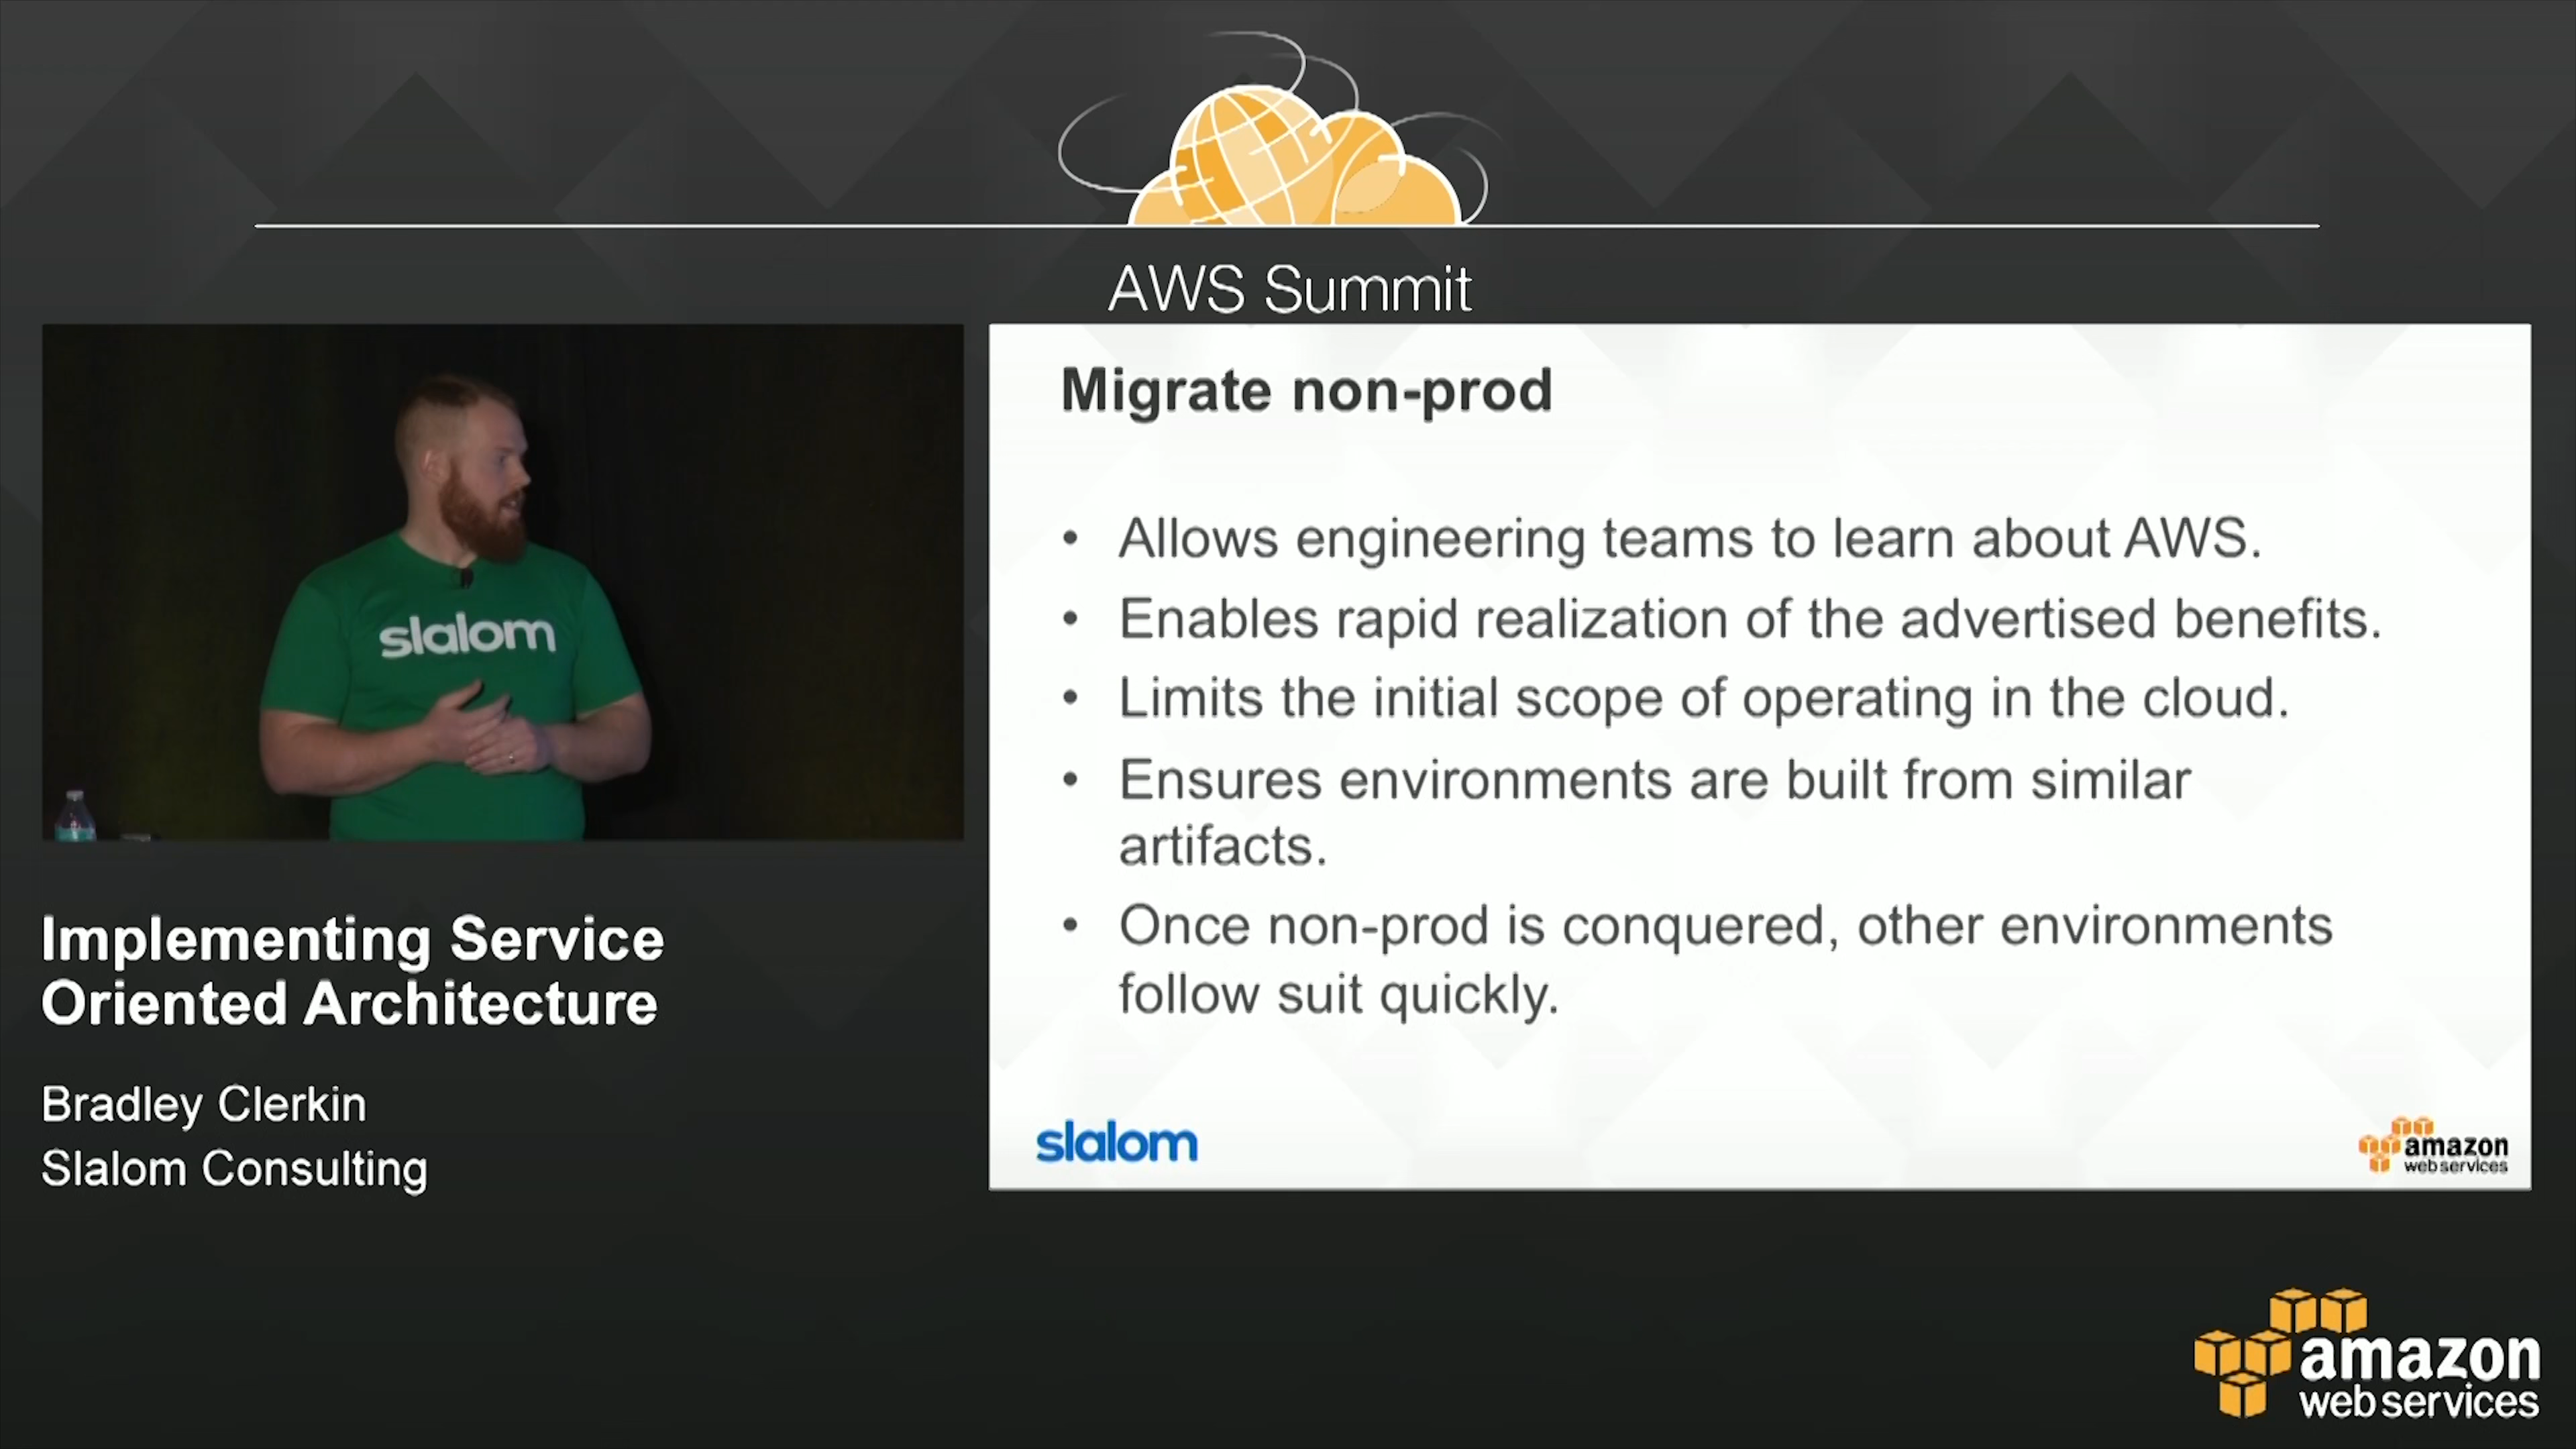 AWS Summit
slalom
Migrate non-prod
• Allows engineering teams to learn about AWS.
• Enables rapid realization of the advertised benefits.
• Limits the initial scope of operating in the cloud.
• Ensures environments are built from similar
artifacts.
• Once non-prod is conquered, other environments
follow suit quickly.
slalom
amazon
web services
Implementing Service
Oriented Architecture
Bradley Clerkin
Slalom Consulting
amazon
web services